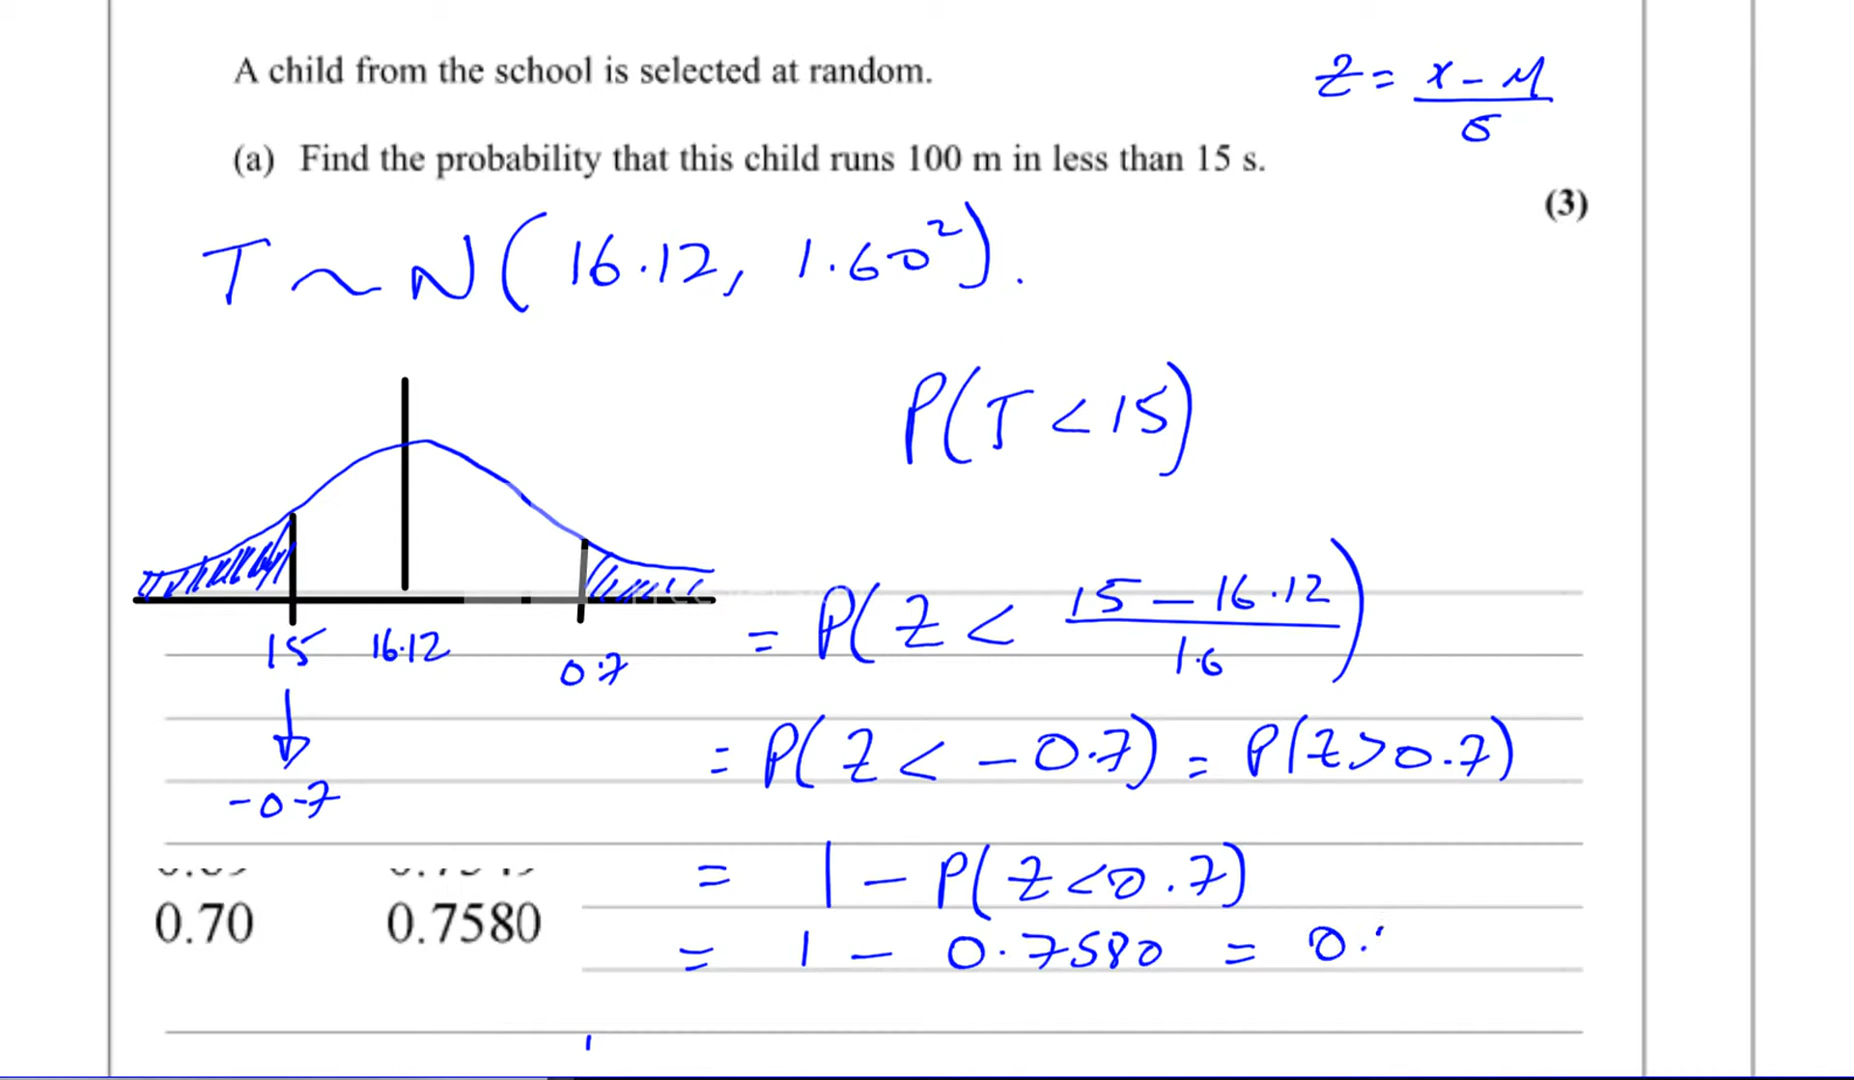 A child from the school is selected at random.
z = x - μ / σ
(a) Find the probability that this child runs 100 m in less than 15 s.
(3)
T ~ N(16.12, 1.60²).
P(T < 15)
= P(Z < 15 - 16.12 / 1.6)
15 16.12 0.7
= P(Z < -0.7) = P(Z > 0.7)
-0.7
= 1 - P(Z < 0.7)
0.70 0.7580
= 1 - 0.7580 = 0.